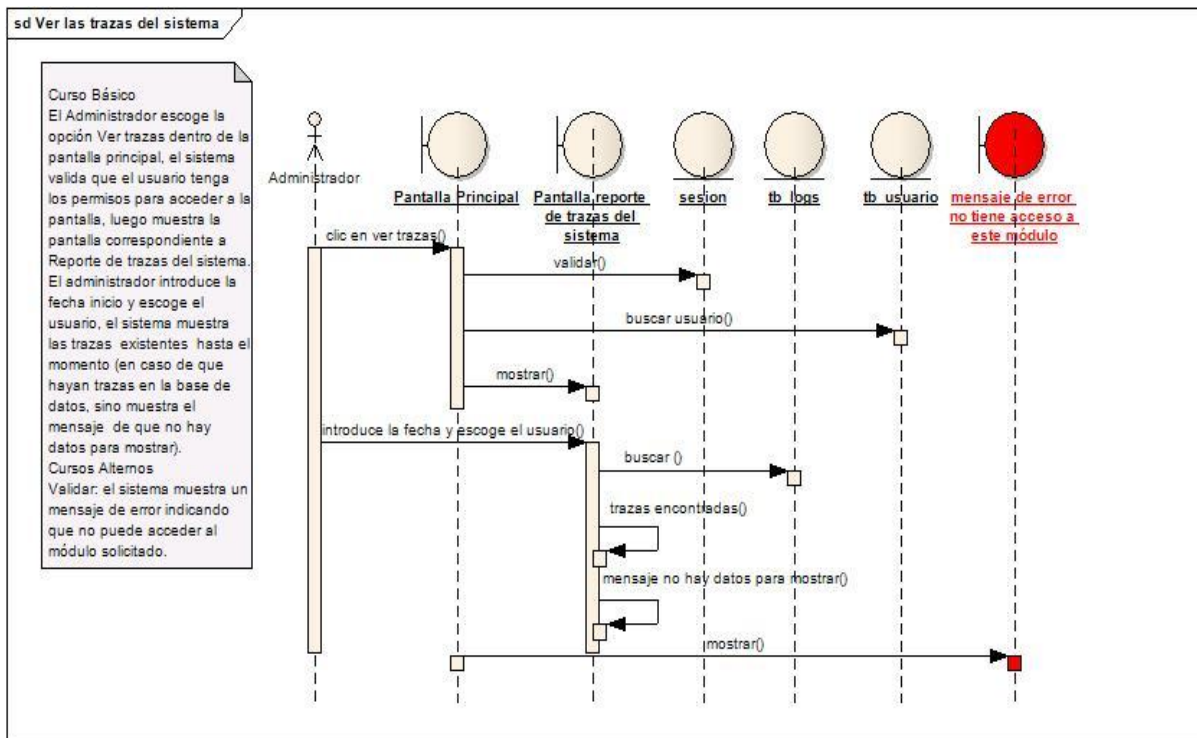 sd Ver las trazas del sistema
Curso Básico
El Administrador escoge la
opción Ver trazas dentro de la
pantalla principal, el sistema
valida que el usuario tenga
los permisos para acceder a la
pantalla, luego muestra la
pantalla correspondiente a
Reporte de trazas del sistema.
El administrador introduce la
fecha inicio y escoge el
usuario, el sistema muestra
las trazas existentes hasta el
momento (en caso de que
hayan trazas en la base de
datos, sino muestra el
mensaje de que no hay
datos para mostrar).
Cursos Alternos
Validar: el sistema muestra un
mensaje de error indicando
que no puede acceder al
módulo solicitado.
Administrador
Pantalla Principal
Pantalla reporte
de trazas del
sistema
sesion
tb_logs
tb_usuario
mensaje de error
no tiene acceso a
este módulo
clic en ver trazas()
validar()
buscar usuario()
mostrar()
introduce la fecha y escoge el usuario()
buscar ()
trazas encontradas()
mensaje no hay datos para mostrar()
mostrar()